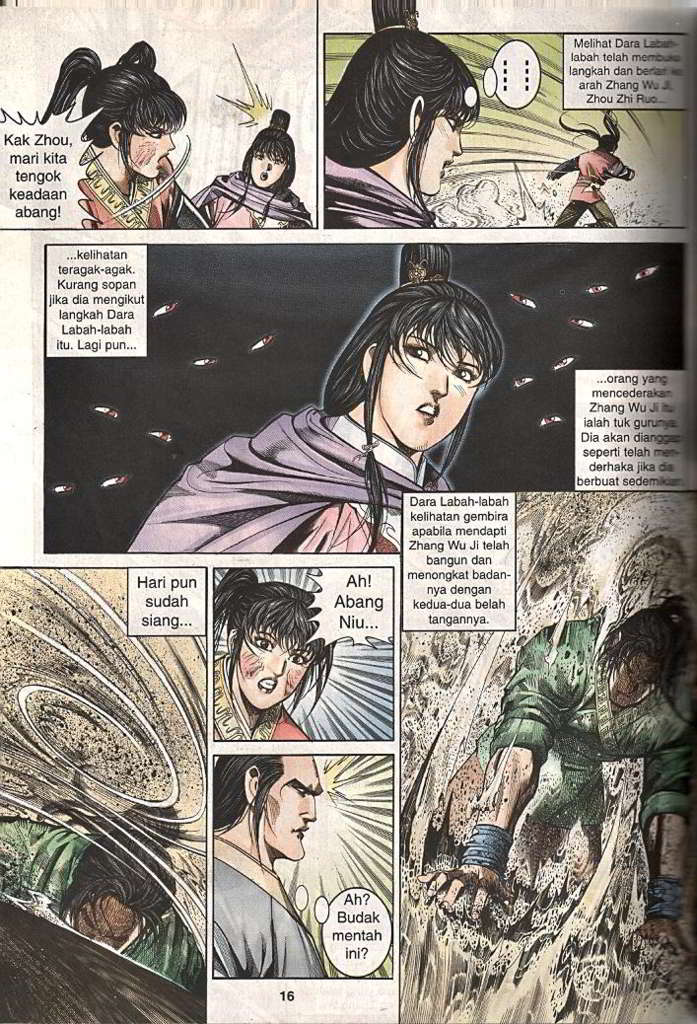 Kak Zhou,
mari kita
tengok
keadaan
abang!
Melihat Dara Labah-
labah telah membuka
langkah dan berlari ke
arah Zhang Wu Ji,
Zhou Zhi Ruo...
...kelihatan
teragak-agak.
Kurang sopan
jika dia mengikut
langkah Dara
Labah-labah
itu. Lagi pun...
...orang yang
mencederakan
Zhang Wu Ji itu
ialah tuk gurunya.
Dia akan dianggap
seperti telah men-
derhaka jika dia
berbuat sedemikian.
Dara Labah-labah
kelihatan gembira
apabila mendapti
Zhang Wu Ji telah
bangun dan
menongkat badan-
nya dengan
kedua-dua belah
tangannya.
Hari pun
sudah
siang...
Ah!
Abang
Niu...
Ah?
Budak
mentah
ini?
16